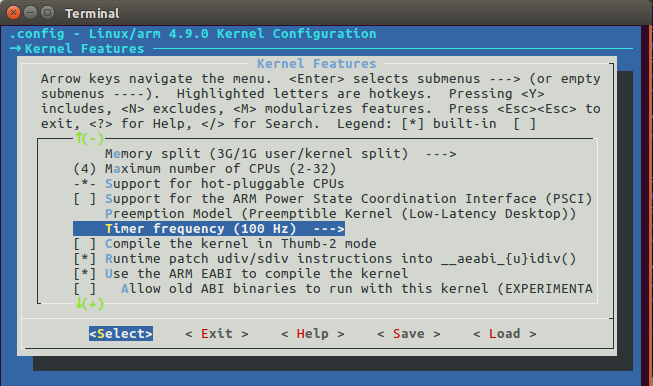 Terminal
.config - Linux/arm 4.9.0 Kernel Configuration
→ Kernel Features
Kernel Features
Arrow keys navigate the menu.  <Enter> selects submenus ---> (or empty
submenus ----).  Highlighted letters are hotkeys.  Pressing <Y>
includes, <N> excludes, <M> modularizes features.  Press <Esc><Esc> to
exit, <?> for Help, </> for Search.  Legend: [*] built-in  [ ]
↑(-)
Memory split (3G/1G user/kernel split)  --->
(4) Maximum number of CPUs (2-32)
-*- Support for hot-pluggable CPUs
[ ] Support for the ARM Power State Coordination Interface (PSCI)
Preemption Model (Preemptible Kernel (Low-Latency Desktop))
Timer frequency (100 Hz)  --->
[ ] Compile the kernel in Thumb-2 mode
[*] Runtime patch udiv/sdiv instructions into __aeabi_{u}idiv()
[*] Use the ARM EABI to compile the kernel
[ ]   Allow old ABI binaries to run with this kernel (EXPERIMENTA
↓(+)
<Select>    < Exit >    < Help >    < Save >    < Load >